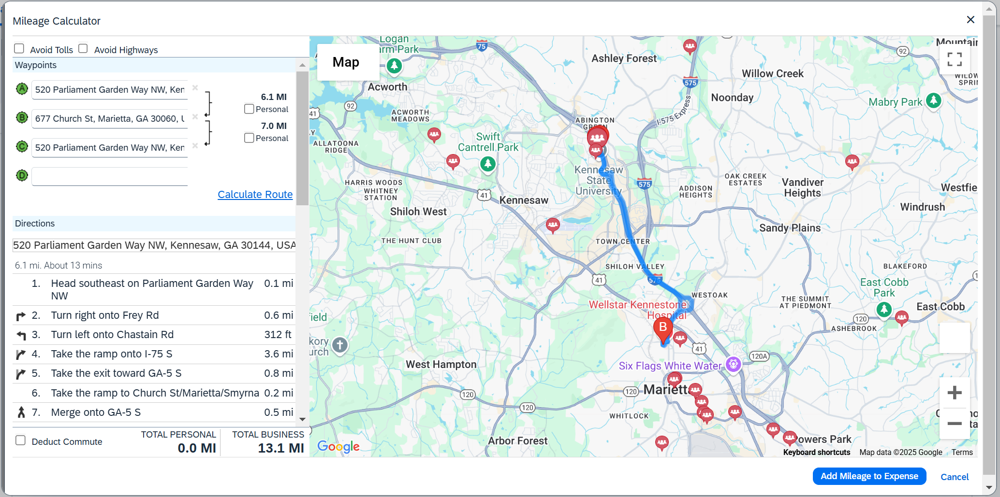 Mileage Calculator
Avoid Tolls
Avoid Highways
Waypoints
A
520 Parliament Garden Way NW, Ken
6.1 MI
Personal
B
677 Church St, Marietta, GA 30060, U
7.0 MI
Personal
C
520 Parliament Garden Way NW, Ken
D
Calculate Route
Directions
520 Parliament Garden Way NW, Kennesaw, GA 30144, USA
6.1 mi. About 13 mins
1. Head southeast on Parliament Garden Way NW 0.1 mi
2. Turn right onto Frey Rd 0.6 mi
3. Turn left onto Chastain Rd 312 ft
4. Take the ramp onto I-75 S 3.6 mi
5. Take the exit toward GA-5 S 0.8 mi
6. Take the ramp to Church St/Marietta/Smyrna 0.2 mi
7. Merge onto GA-5 S 0.5 mi
Deduct Commute
TOTAL PERSONAL
0.0 MI
TOTAL BUSINESS
13.1 MI
Map
Logan
arm Park
75
Acworth
92
41
ACWORTH
MEADOWS
ALLATOONA
RIDGE
Swift
Cantrell Park
Ashley Forest
575
Willow Creek
Noonday
92
Mountain
Mabry Park
ABINGTON
GREEN
I-575 Express
Kennesaw
State
University
575
HARRIS WOODS
WHITNEY
STATION
41
Kennesaw
Shiloh West
ADDISON
HEIGHTS
OAK CREEK
ESTATES
Vandiver
Heights
Westfie
Windrush
Sandy Plains
THE HUNT CLUB
TOWN CENTER
SHILOH VALLEY
575
41
BLAKEFORD
East Cobb
Park
WESTOAK
THE SUMMIT
AT PIEDMONT
East Cobb
120
ASHEBROOK
Wellstar Kennestone
Hospital
B
field
kory
urch
West Hampton
41
120A
Six Flags White Water
Mariett
120
120
120
WHITLOCK
Arbor Forest
owers Park
Google
Keyboard shortcuts
Map data ©2025 Google
Terms
Add Mileage to Expense
Cancel